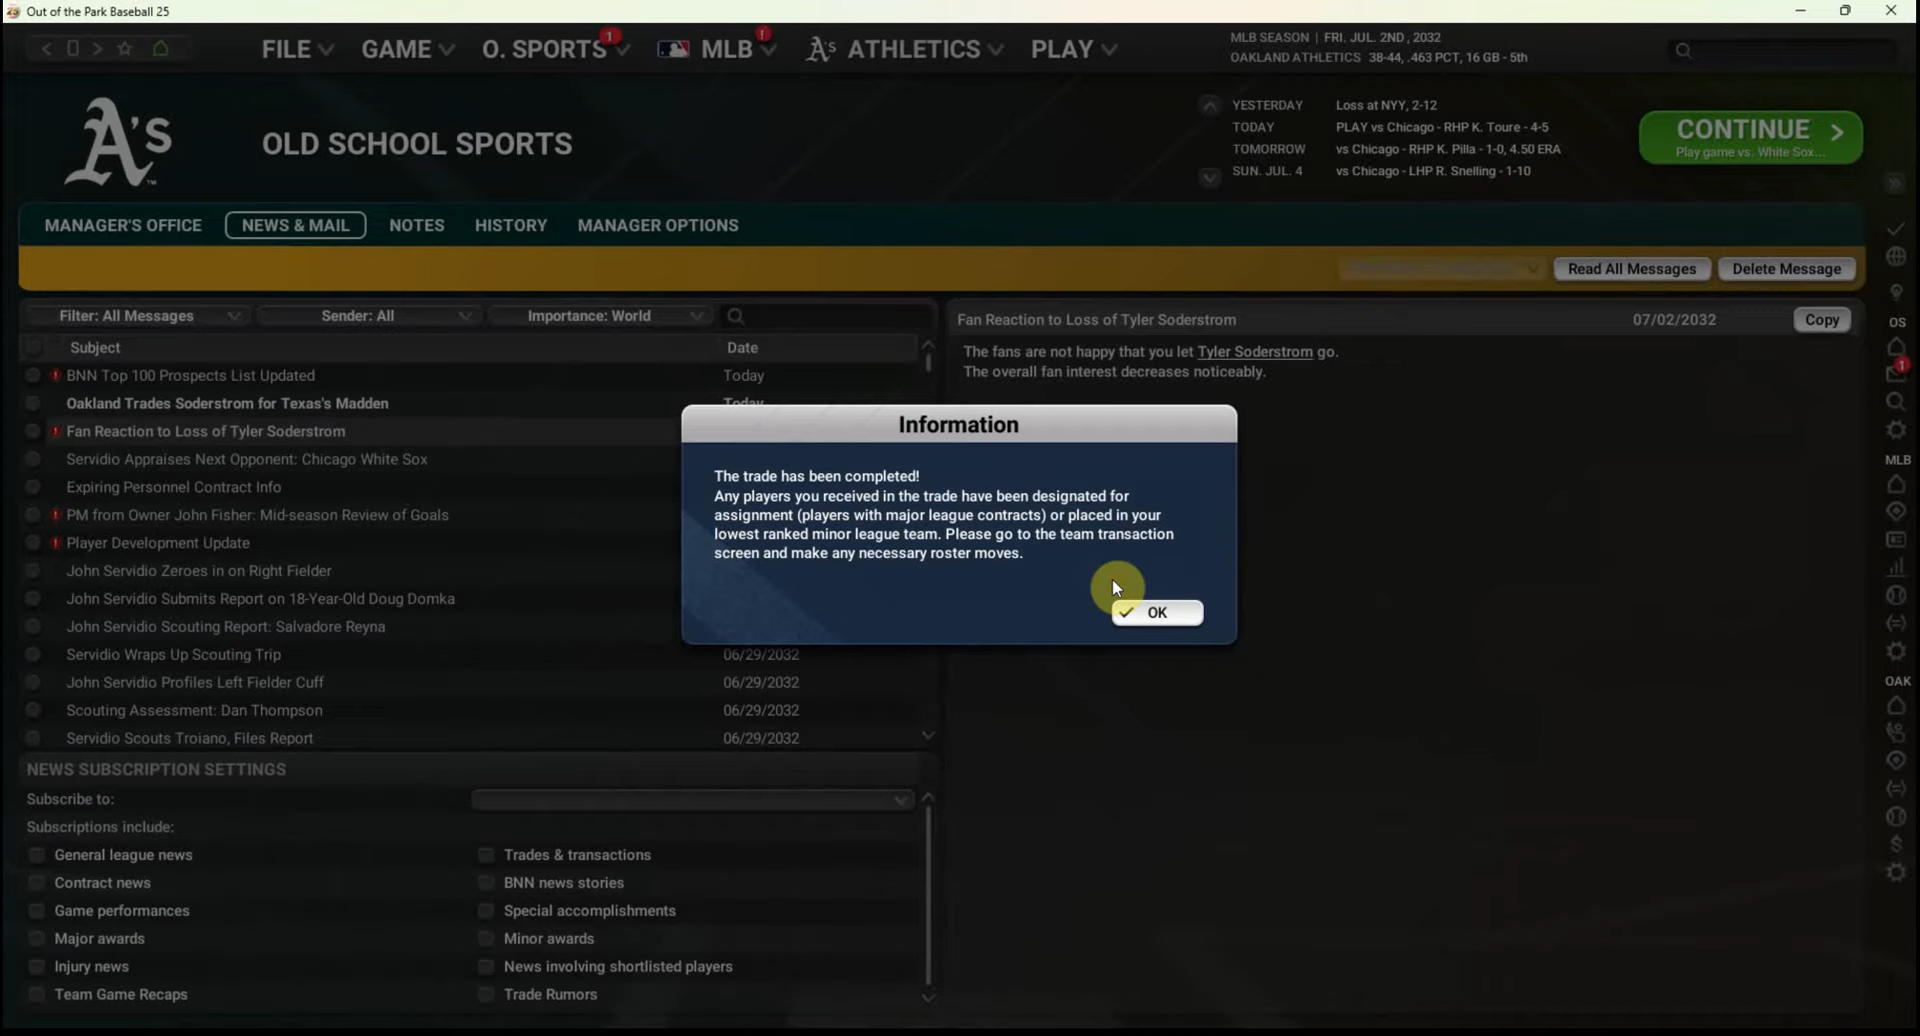 Out of the Park Baseball 25
FILE GAME O. SPORTS 1 MLB ! A's ATHLETICS PLAY
MLB SEASON | FRI. JUL. 2ND, 2032
OAKLAND ATHLETICS 38-44, .463 PCT, 16 GB - 5th
A's
OLD SCHOOL SPORTS
YESTERDAY Loss at NYY, 2-12
TODAY PLAY vs Chicago - RHP K. Toure - 4-5
TOMORROW vs Chicago - RHP K. Pilla - 1-0, 4.50 ERA
SUN. JUL. 4 vs Chicago - LHP R. Snelling - 1-10
CONTINUE
Play game vs. White Sox...
MANAGER'S OFFICE NEWS & MAIL NOTES HISTORY MANAGER OPTIONS
Read All Messages Delete Message
Filter: All Messages Sender: All Importance: World
Subject Date
BNN Top 100 Prospects List Updated Today
Oakland Trades Soderstrom for Texas's Madden Today
Fan Reaction to Loss of Tyler Soderstrom
Servidio Appraises Next Opponent: Chicago White Sox
Expiring Personnel Contract Info
PM from Owner John Fisher: Mid-season Review of Goals
Player Development Update
John Servidio Zeroes in on Right Fielder
John Servidio Submits Report on 18-Year-Old Doug Domka
John Servidio Scouting Report: Salvadore Reyna
Servidio Wraps Up Scouting Trip 06/29/2032
John Servidio Profiles Left Fielder Cuff 06/29/2032
Scouting Assessment: Dan Thompson 06/29/2032
Servidio Scouts Troiano, Files Report 06/29/2032
Fan Reaction to Loss of Tyler Soderstrom 07/02/2032 Copy
The fans are not happy that you let Tyler Soderstrom go.
The overall fan interest decreases noticeably.
Information
The trade has been completed!
Any players you received in the trade have been designated for
assignment (players with major league contracts) or placed in your
lowest ranked minor league team. Please go to the team transaction
screen and make any necessary roster moves.
OK
NEWS SUBSCRIPTION SETTINGS
Subscribe to:
Subscriptions include:
General league news Trades & transactions
Contract news BNN news stories
Game performances Special accomplishments
Major awards Minor awards
Injury news News involving shortlisted players
Team Game Recaps Trade Rumors
OS
1
MLB
OAK